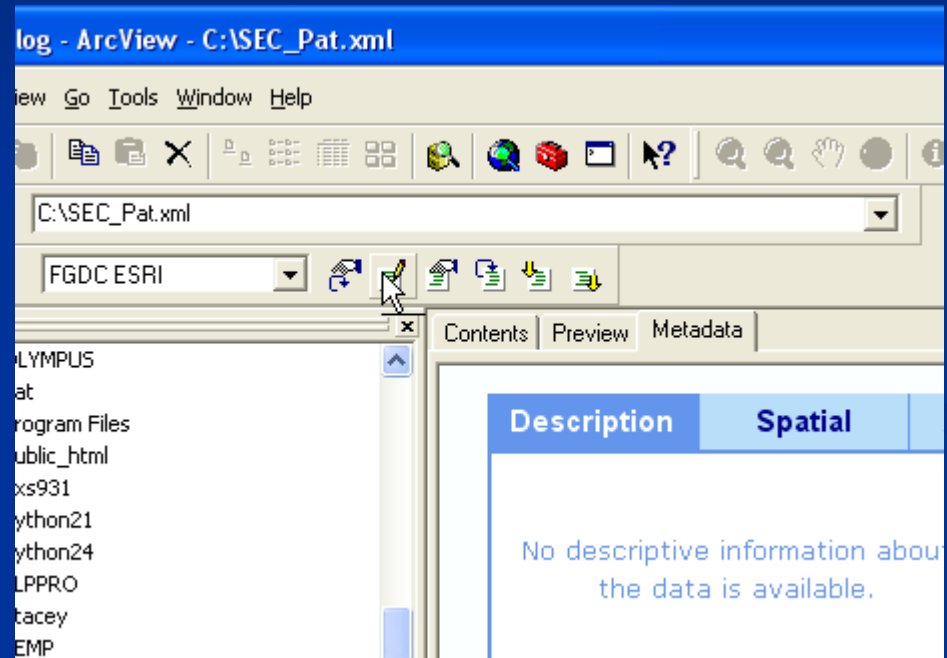 log - ArcView - C:\SEC_Pat.xml
iew Go Tools Window Help
C:\SEC_Pat.xml
FGDC ESRI
Contents Preview Metadata
LYMPUS
at
rogram Files
ublic_html
xs931
ython21
ython24
LPPRO
tacey
EMP
Description Spatial
No descriptive information abou
the data is available.